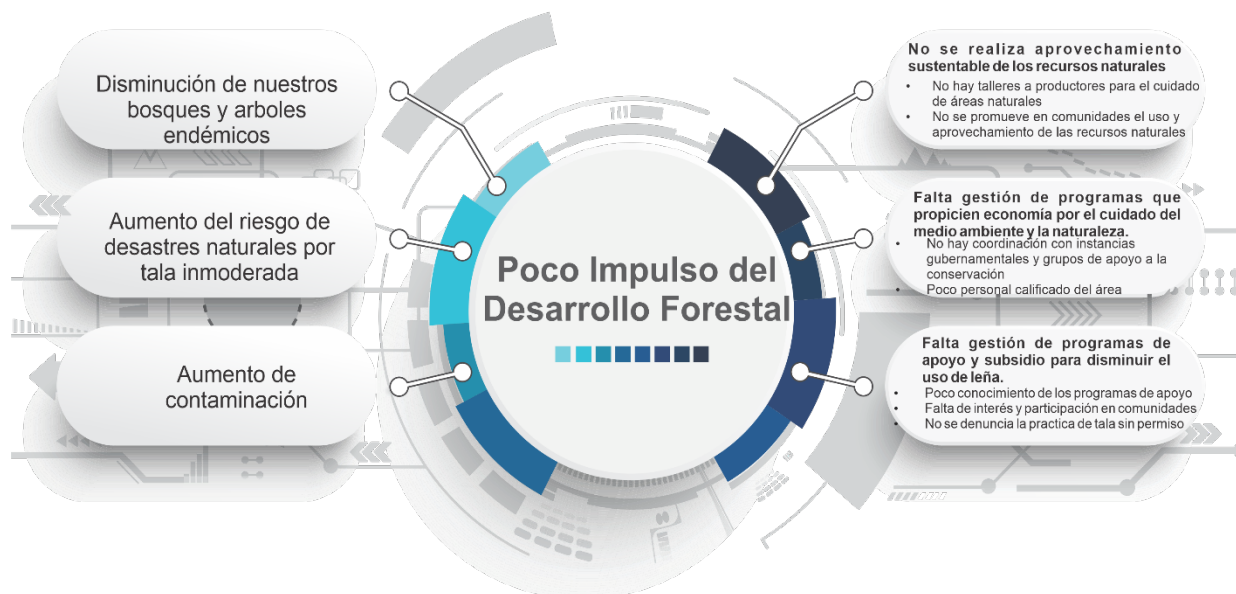 Disminución de nuestros
bosques y arboles
endémicos
Aumento del riesgo de
desastres naturales por
tala inmoderada
Aumento de
contaminación
Poco Impulso del
Desarrollo Forestal
No se realiza aprovechamiento
sustentable de los recursos naturales
• No hay talleres a productores para el cuidado
de áreas naturales
• No se promueve en comunidades el uso y
aprovechamiento de las recursos naturales
Falta gestión de programas que
propicien economía por el cuidado del
medio ambiente y la naturaleza.
• No hay coordinación con instancias
gubernamentales y grupos de apoyo a la
conservación
• Poco personal calificado del área
Falta gestión de programas de
apoyo y subsidio para disminuir el
uso de leña.
• Poco conocimiento de los programas de apoyo
• Falta de interés y participación en comunidades
• No se denuncia la practica de tala sin permiso